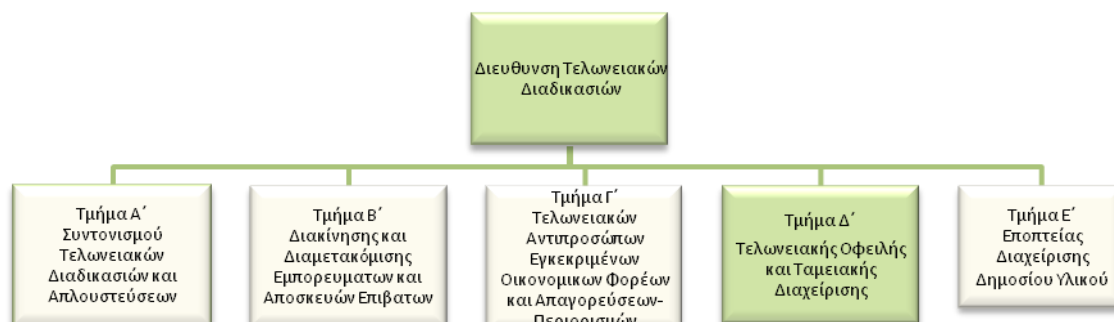 Διευθυνση Τελωνειακών
Διαδικασιών
Τμήμα Α΄
Συντονισμού
Τελωνειακών
Διαδικασιών και
Απλουστεύσεων
Τμήμα Β΄
Διακίνησης και
Διαμετακόμισης
Εμπορευματων και
Αποσκευών Επιβατων
Τμήμα Γ΄
Τελωνειακών
Αντιπροσώπων
Εγκεκριμένων
Οικονομικων Φορέων
και Απαγορεύσεων-
Περιορισμών
Τμήμα Δ΄
Τελωνειακής Οφειλής
και Ταμειακής
Διαχείρισης
Τμήμα Ε΄
Εποπτείας
Διαχείρισης
Δημοσίου Υλικού